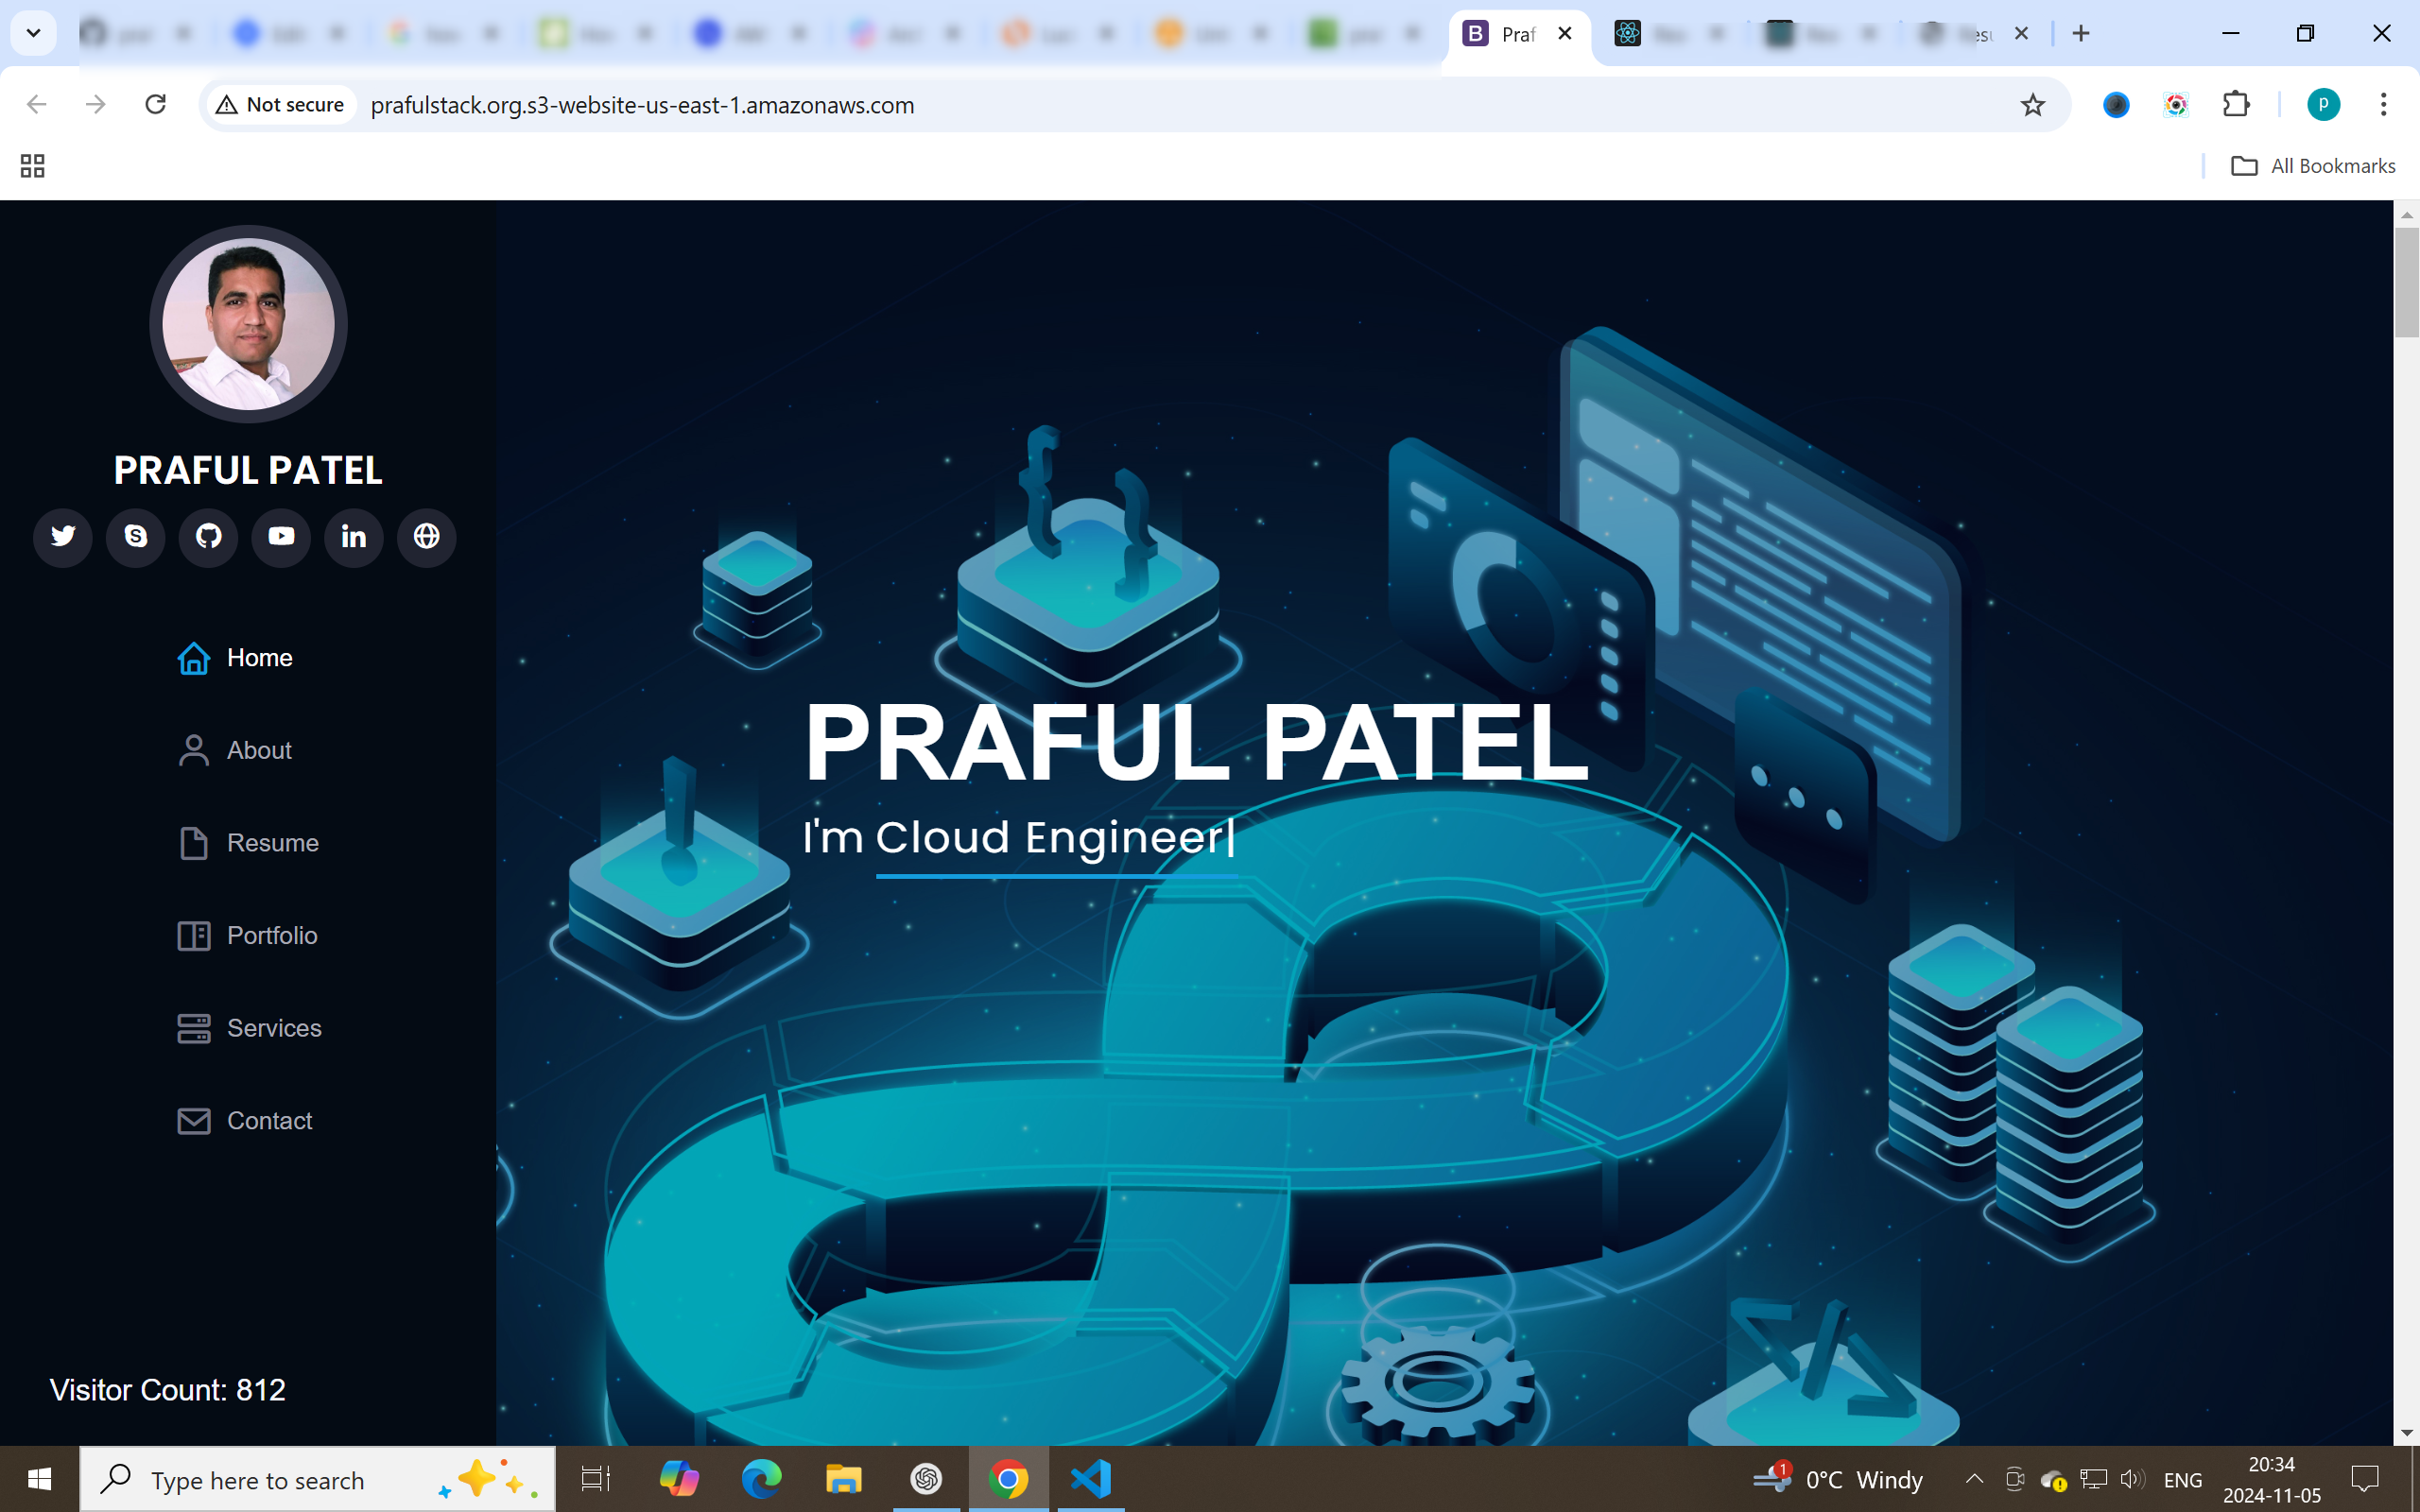 Praf
Not secure
prafulstack.org.s3-website-us-east-1.amazonaws.com
p
All Bookmarks
PRAFUL PATEL
Home
About
Resume
Portfolio
Services
Contact
Visitor Count: 812
PRAFUL PATEL
I'm Cloud Engineer|
Type here to search
1
0°C Windy
ENG
20:34
2024-11-05